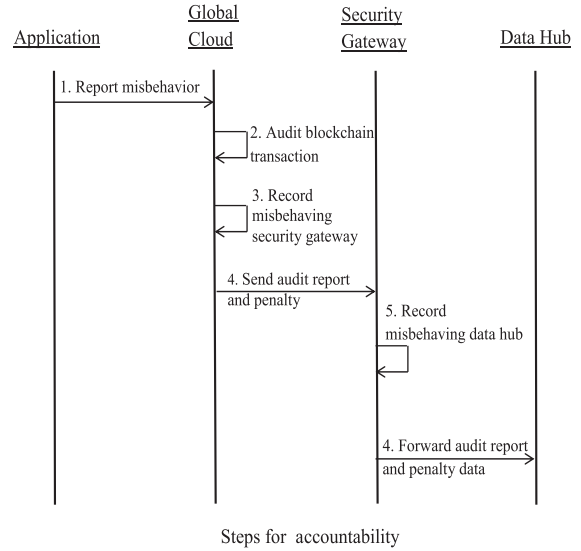 Application
Global
Cloud
Security
Gateway
Data Hub
1. Report misbehavior
2. Audit blockchain
transaction
3. Record
misbehaving
security gateway
4. Send audit report
and penalty
5. Record
misbehaving data hub
4. Forward audit report
and penalty data
Steps for accountability